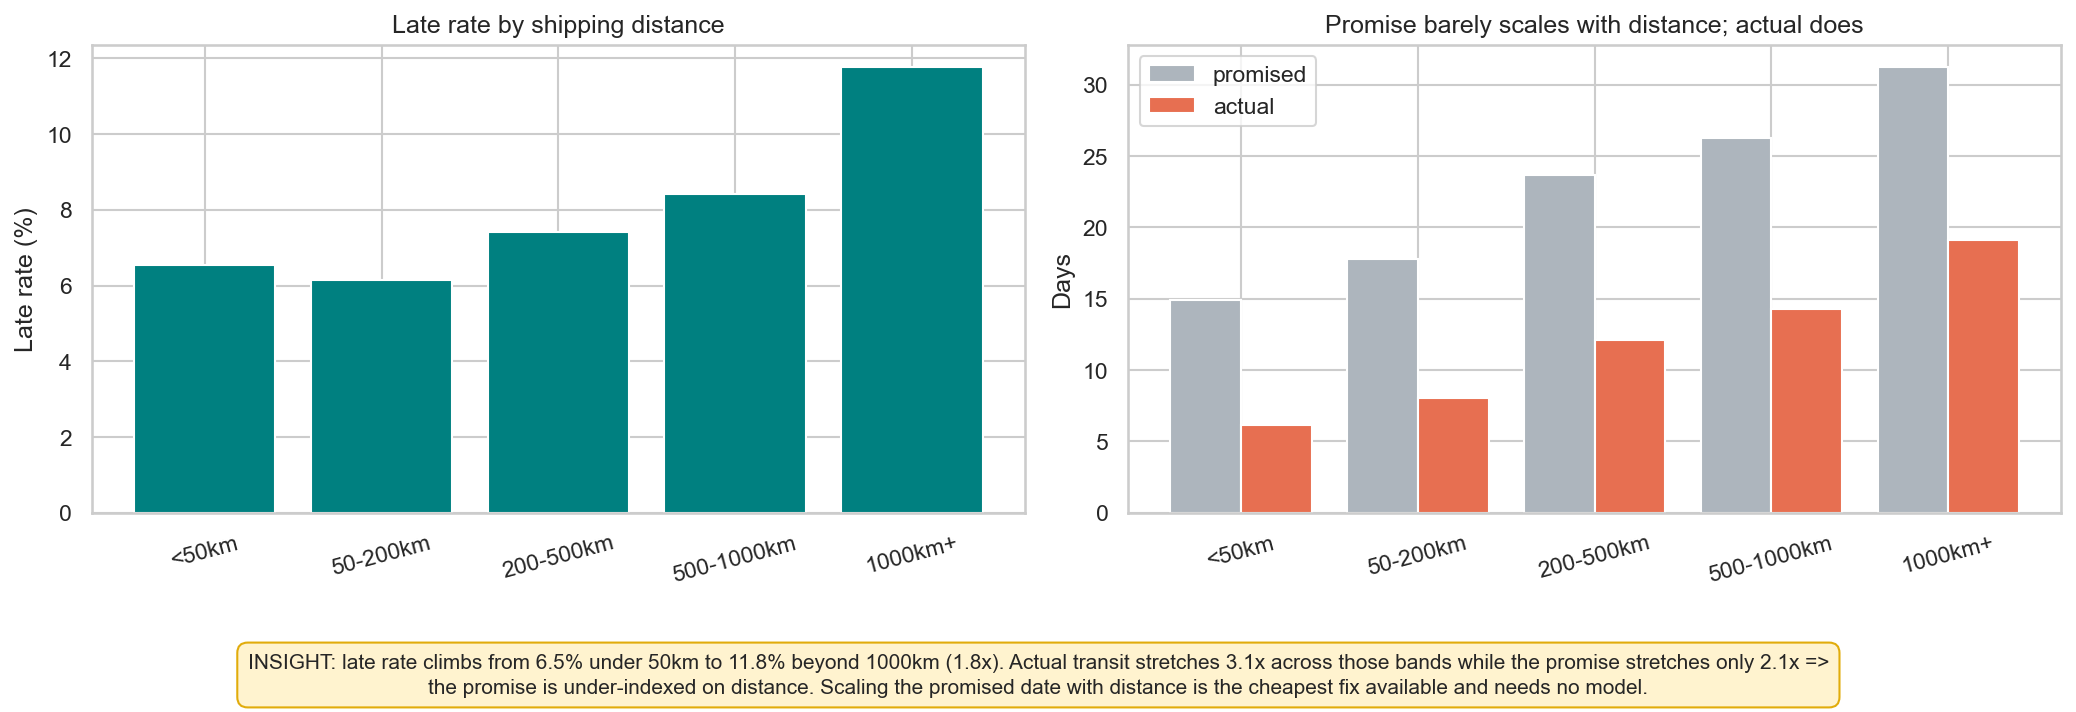 Late rate by shipping distance
Late rate (%)
12
10
8
6
4
2
0
<50km
50-200km
200-500km
500-1000km
1000km+
Promise barely scales with distance; actual does
promised
actual
Days
30
25
20
15
10
5
0
<50km
50-200km
200-500km
500-1000km
1000km+
INSIGHT: late rate climbs from 6.5% under 50km to 11.8% beyond 1000km (1.8x). Actual transit stretches 3.1x across those bands while the promise stretches only 2.1x =>
the promise is under-indexed on distance. Scaling the promised date with distance is the cheapest fix available and needs no model.